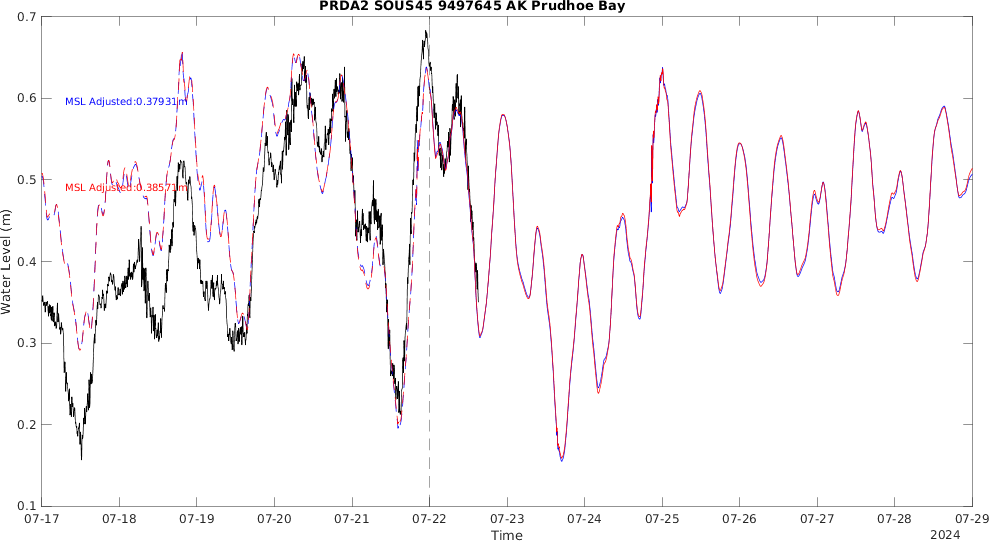 PRDA2 SOUS45 9497645 AK Prudhoe Bay
0.7
0.6
0.5
0.4
0.3
0.2
0.1
Water Level (m)
MSL Adjusted:0.37931m
MSL Adjusted:0.38571m
07-17 07-18 07-19 07-20 07-21 07-22 07-23 07-24 07-25 07-26 07-27 07-28 07-29
Time
2024